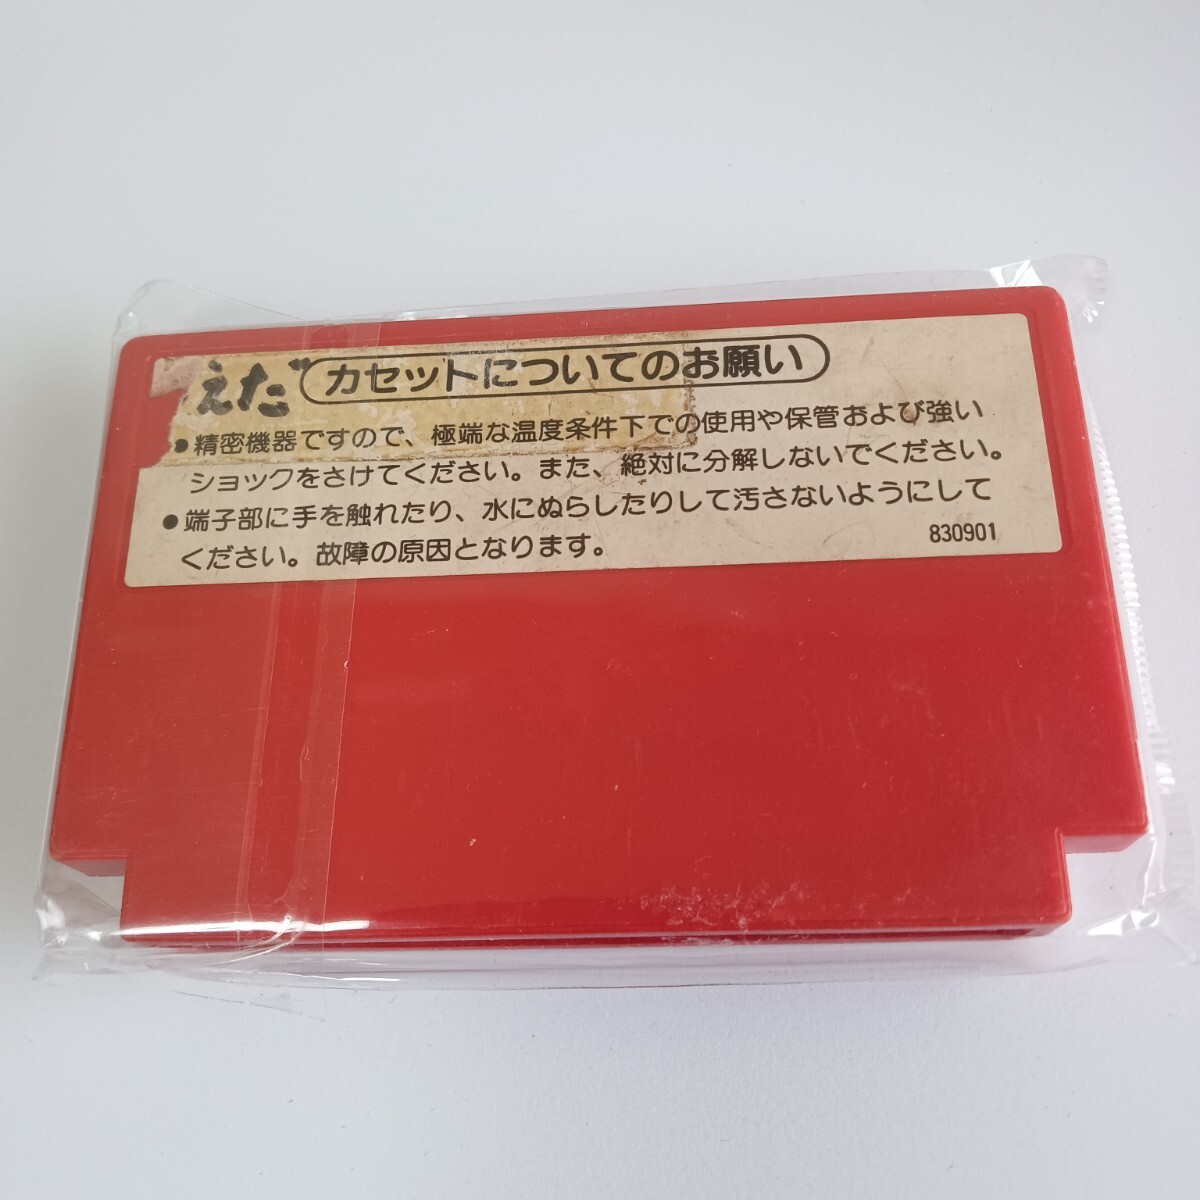 えだ
カセットについてのお願い
●精密機器ですので、極端な温度条件下での使用や保管および強い
ショックをさけてください。また、絶対に分解しないでください。
●端子部に手を触れたり、水にぬらしたりして汚さないようにして
ください。故障の原因となります。
830901